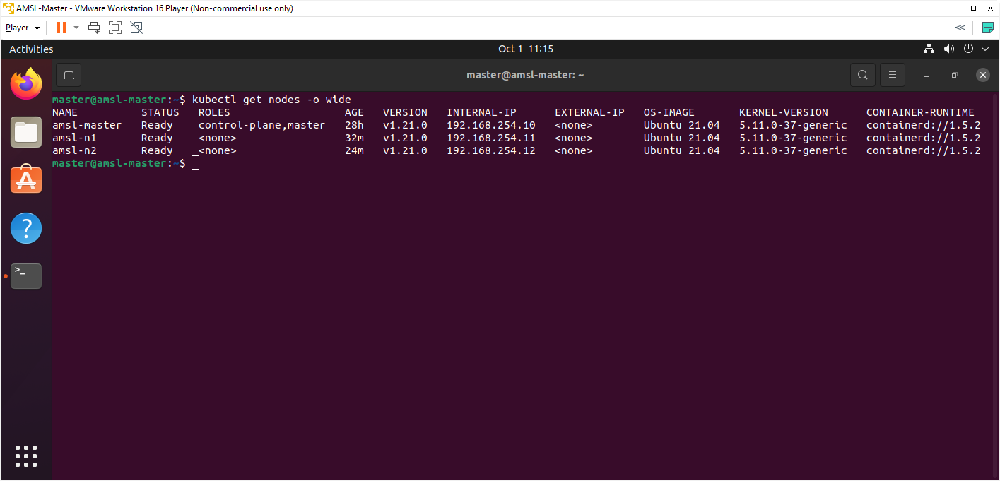 AMSL-Master - VMware Workstation 16 Player (Non-commercial use only)
Player
Activities
Oct 1 11:15
master@amsl-master: ~
master@amsl-master:~$ kubectl get nodes -o wide
NAME STATUS ROLES AGE VERSION INTERNAL-IP EXTERNAL-IP OS-IMAGE KERNEL-VERSION CONTAINER-RUNTIME
amsl-master Ready control-plane,master 28h v1.21.0 192.168.254.10 <none> Ubuntu 21.04 5.11.0-37-generic containerd://1.5.2
amsl-n1 Ready <none> 32m v1.21.0 192.168.254.11 <none> Ubuntu 21.04 5.11.0-37-generic containerd://1.5.2
amsl-n2 Ready <none> 24m v1.21.0 192.168.254.12 <none> Ubuntu 21.04 5.11.0-37-generic containerd://1.5.2
master@amsl-master:~$